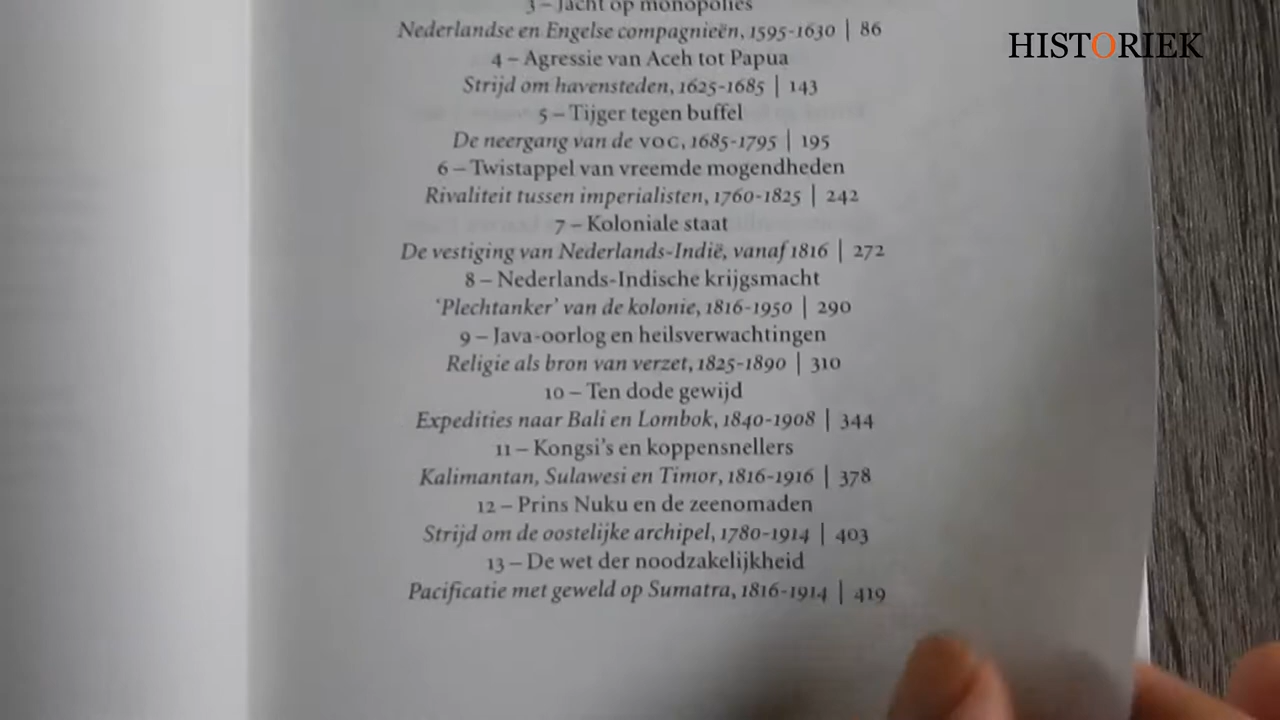 3 – Jacht op monopolies
Nederlandse en Engelse compagnieën, 1595-1630 | 86
4 – Agressie van Aceh tot Papua
Strijd om havensteden, 1625-1685 | 143
5 – Tijger tegen buffel
De neergang van de VOC, 1685-1795 | 195
6 – Twistappel van vreemde mogendheden
Rivaliteit tussen imperialisten, 1760-1825 | 242
7 – Koloniale staat
De vestiging van Nederlands-Indië, vanaf 1816 | 272
8 – Nederlands-Indische krijgsmacht
‘Plechtanker’ van de kolonie, 1816-1950 | 290
9 – Java-oorlog en heilsverwachtingen
Religie als bron van verzet, 1825-1890 | 310
10 – Ten dode gewijd
Expedities naar Bali en Lombok, 1840-1908 | 344
11 – Kongsi’s en koppensnellers
Kalimantan, Sulawesi en Timor, 1816-1916 | 378
12 – Prins Nuku en de zeenomaden
Strijd om de oostelijke archipel, 1780-1914 | 403
13 – De wet der noodzakelijkheid
Pacificatie met geweld op Sumatra, 1816-1914 | 419
HISTORIEK